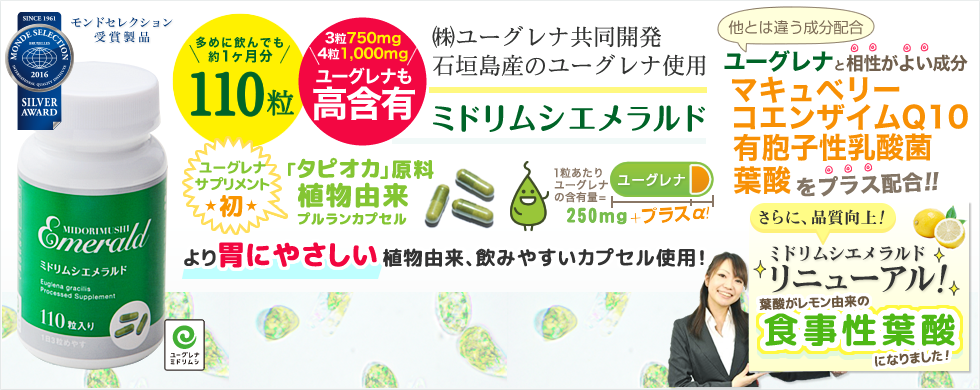 SINCE 1961
MONDE SELECTION
BRUXELLES
2016
SILVER
AWARD
モンドセレクション
受賞製品
多めに飲んでも
約1ヶ月分
110粒
3粒750mg
4粒1,000mg
ユーグレナも
高含有
㈱ユーグレナ共同開発
石垣島産のユーグレナ使用
ミドリムシエメラルド
ユーグレナ
サプリメント
★初★
「タピオカ」原料
植物由来
プルランカプセル
1粒あたり
ユーグレナ
の含有量=
ユーグレナ
250mg+プラスα!
より胃にやさしい植物由来、飲みやすいカプセル使用!
MIDORIMUSHI
Emerald
ミドリムシエメラルド
Euglena gracilis
Processed Supplement
110粒入り
1日3粒めやす
ユーグレナ
ミドリムシ
他とは違う成分配合
ユーグレナと相性がよい成分
マキュベリー
コエンザイムQ10
有胞子性乳酸菌
葉酸をプラス配合!!
さらに、品質向上!
ミドリムシエメラルド
リニューアル!
葉酸がレモン由来の
食事性葉酸
になりました!